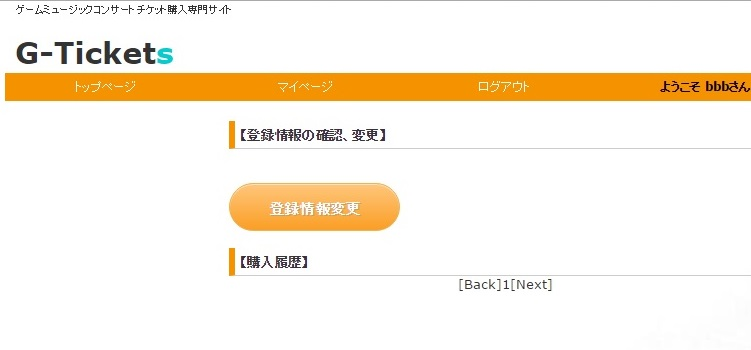 ゲームミュージックコンサートチケット購入専門サイト
G-Tickets
トップページ マイページ ログアウト ようこそ bbbさん
【登録情報の確認、変更】
登録情報変更
【購入履歴】
[Back]1[Next]